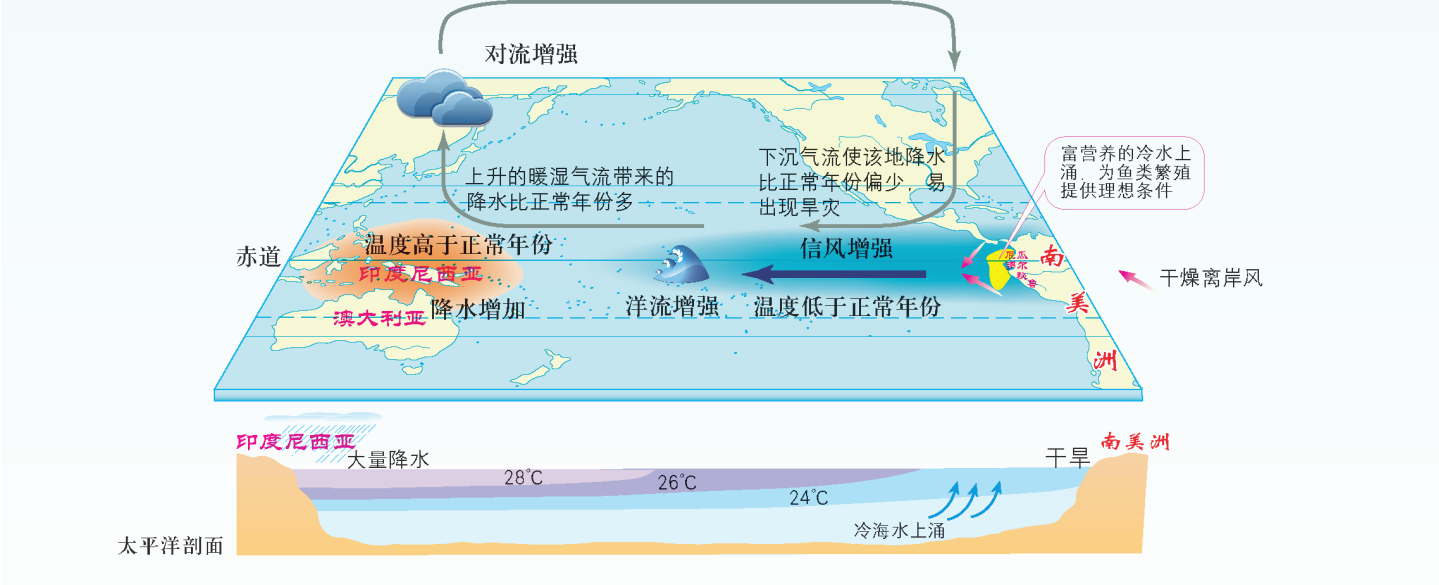 对流增强
上升的暖湿气流带来的
降水比正常年份多
下沉气流使该地降水
比正常年份偏少，易
出现旱灾
富营养的冷水上
涌，为鱼类繁殖
提供理想条件
赤道
温度高于正常年份
印度尼西亚
降水增加
澳大利亚
洋流增强
信风增强
温度低于正常年份
厄瓜
多尔
秘鲁
南
美
洲
干燥离岸风
印度尼西亚
大量降水
28℃
26℃
24℃
冷海水上涌
干旱
南美洲
太平洋剖面